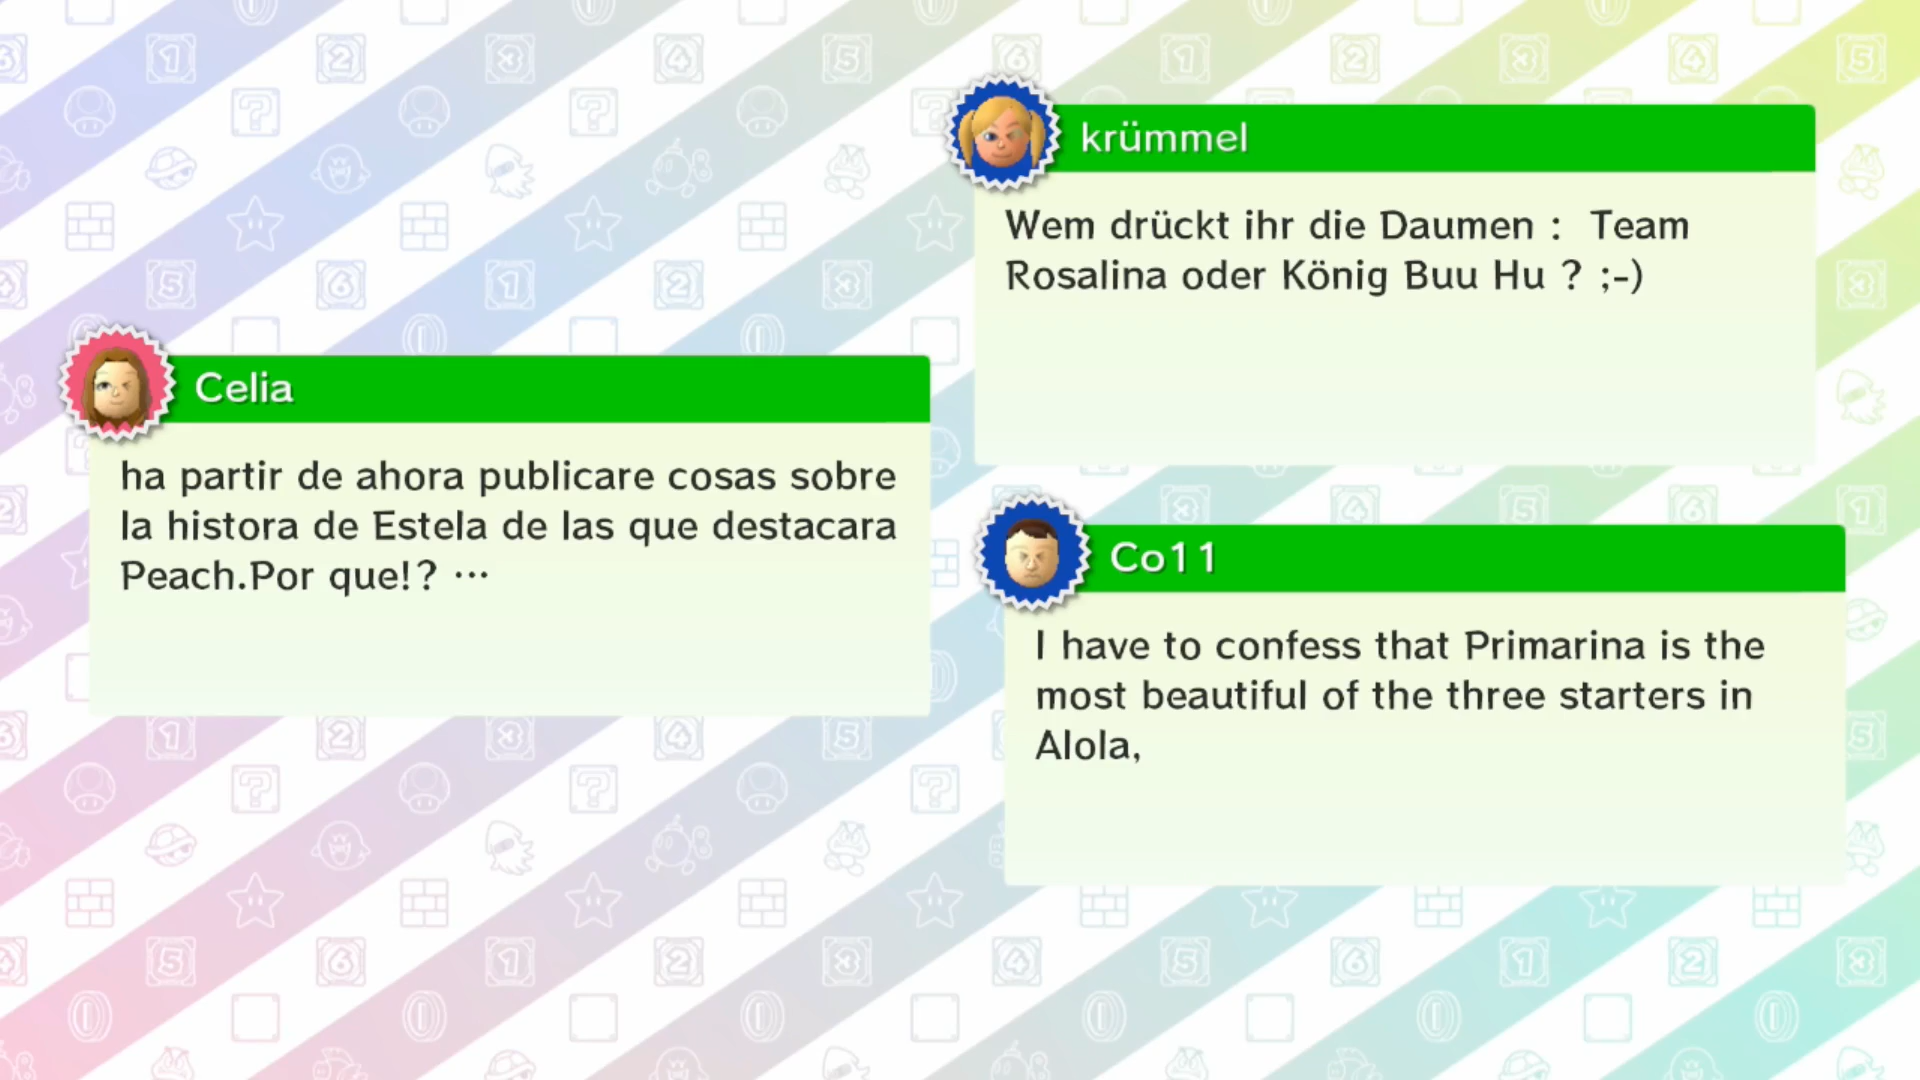 krümmel
Wem drückt ihr die Daumen : Team
Rosalina oder König Buu Hu ? ;-)
Celia
ha partir de ahora publicare cosas sobre
la histora de Estela de las que destacara
Peach.Por que!? ...
Co11
I have to confess that Primarina is the
most beautiful of the three starters in
Alola,